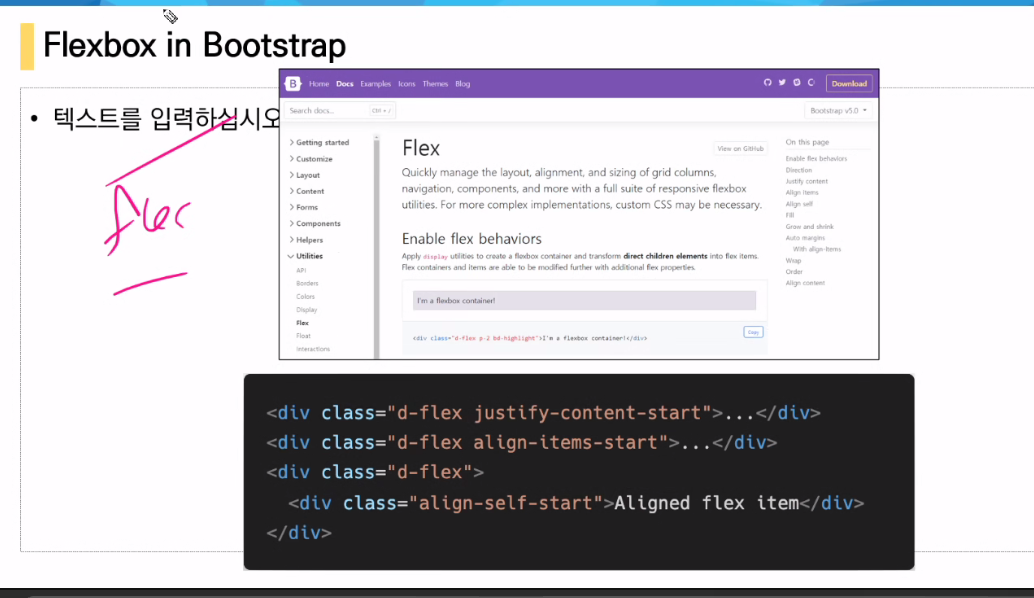 Flexbox in Bootstrap
• 텍스트를 입력하십시오
flex
B Home Docs Examples Icons Themes Blog Download
Search docs... Ctrl + / Bootstrap v5.0
Getting started
Customize
Layout
Content
Forms
Components
Helpers
Utilities
API
Borders
Colors
Display
Flex
Float
Interactions
Flex
View on GitHub
Quickly manage the layout, alignment, and sizing of grid columns,
navigation, components, and more with a full suite of responsive flexbox
utilities. For more complex implementations, custom CSS may be necessary.
Enable flex behaviors
Apply display utilities to create a flexbox container and transform direct children elements into flex items.
Flex containers and items are able to be modified further with additional flex properties.
I'm a flexbox container!
Copy
<div class="d-flex p-2 bd-highlight">I'm a flexbox container!</div>
On this page
Enable flex behaviors
Direction
Justify content
Align items
Align self
Fill
Grow and shrink
Auto margins
With align-items
Wrap
Order
Align content
<div class="d-flex justify-content-start">...</div>
<div class="d-flex align-items-start">...</div>
<div class="d-flex">
<div class="align-self-start">Aligned flex item</div>
</div>